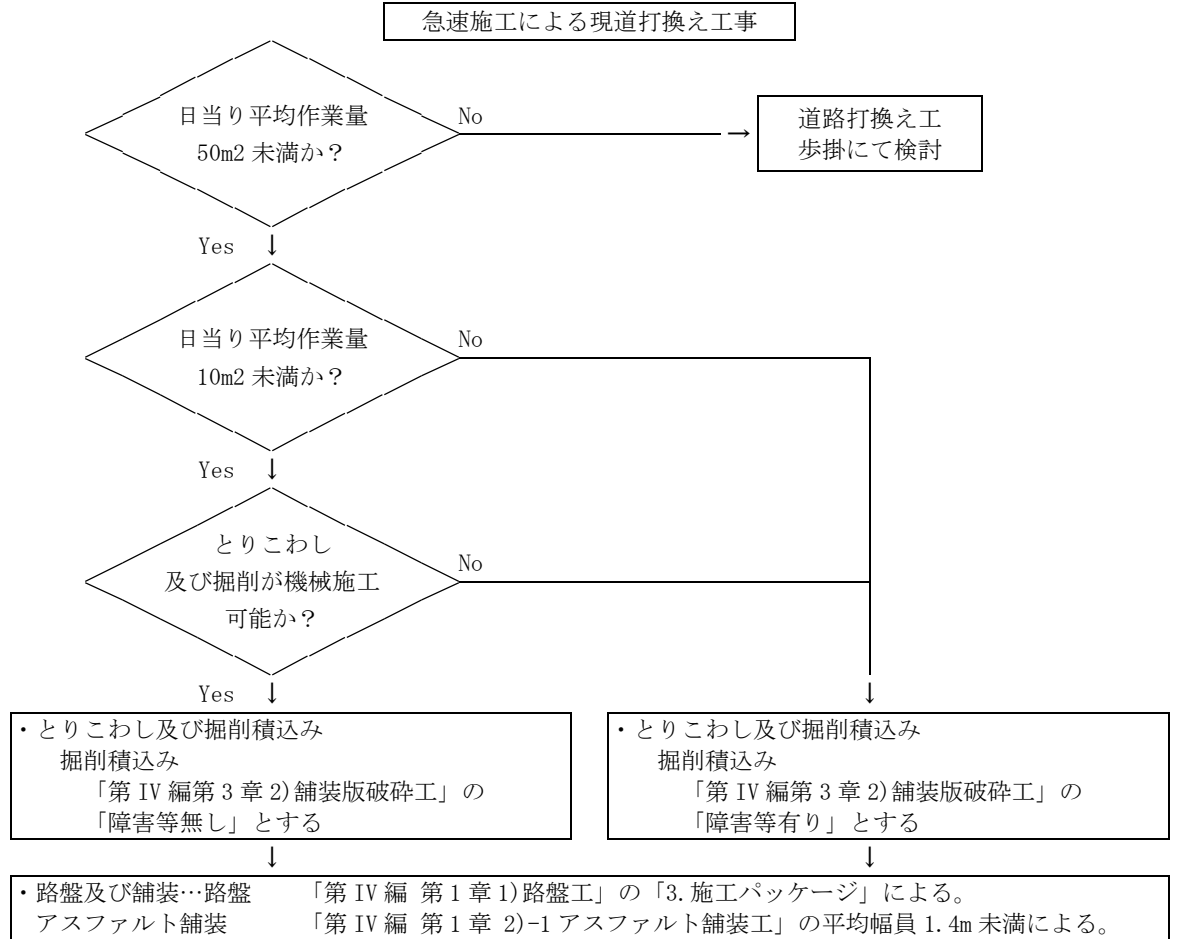 急速施工による現道打換え工事
日当り平均作業量
50m2 未満か？
No
→
道路打換え工
歩掛にて検討
Yes ↓
日当り平均作業量
10m2 未満か？
No
Yes ↓
とりこわし
及び掘削が機械施工
可能か？
No
Yes ↓
↓
・とりこわし及び掘削積込み
掘削積込み
「第 IV 編第 3 章 2)舗装版破砕工」の
「障害等無し」とする
・とりこわし及び掘削積込み
掘削積込み
「第 IV 編第 3 章 2)舗装版破砕工」の
「障害等有り」とする
↓
↓
・路盤及び舗装…路盤 「第 IV 編 第 1 章 1)路盤工」の「3.施工パッケージ」による。
アスファルト舗装 「第 IV 編 第 1 章 2)-1 アスファルト舗装工」の平均幅員 1.4m 未満による。